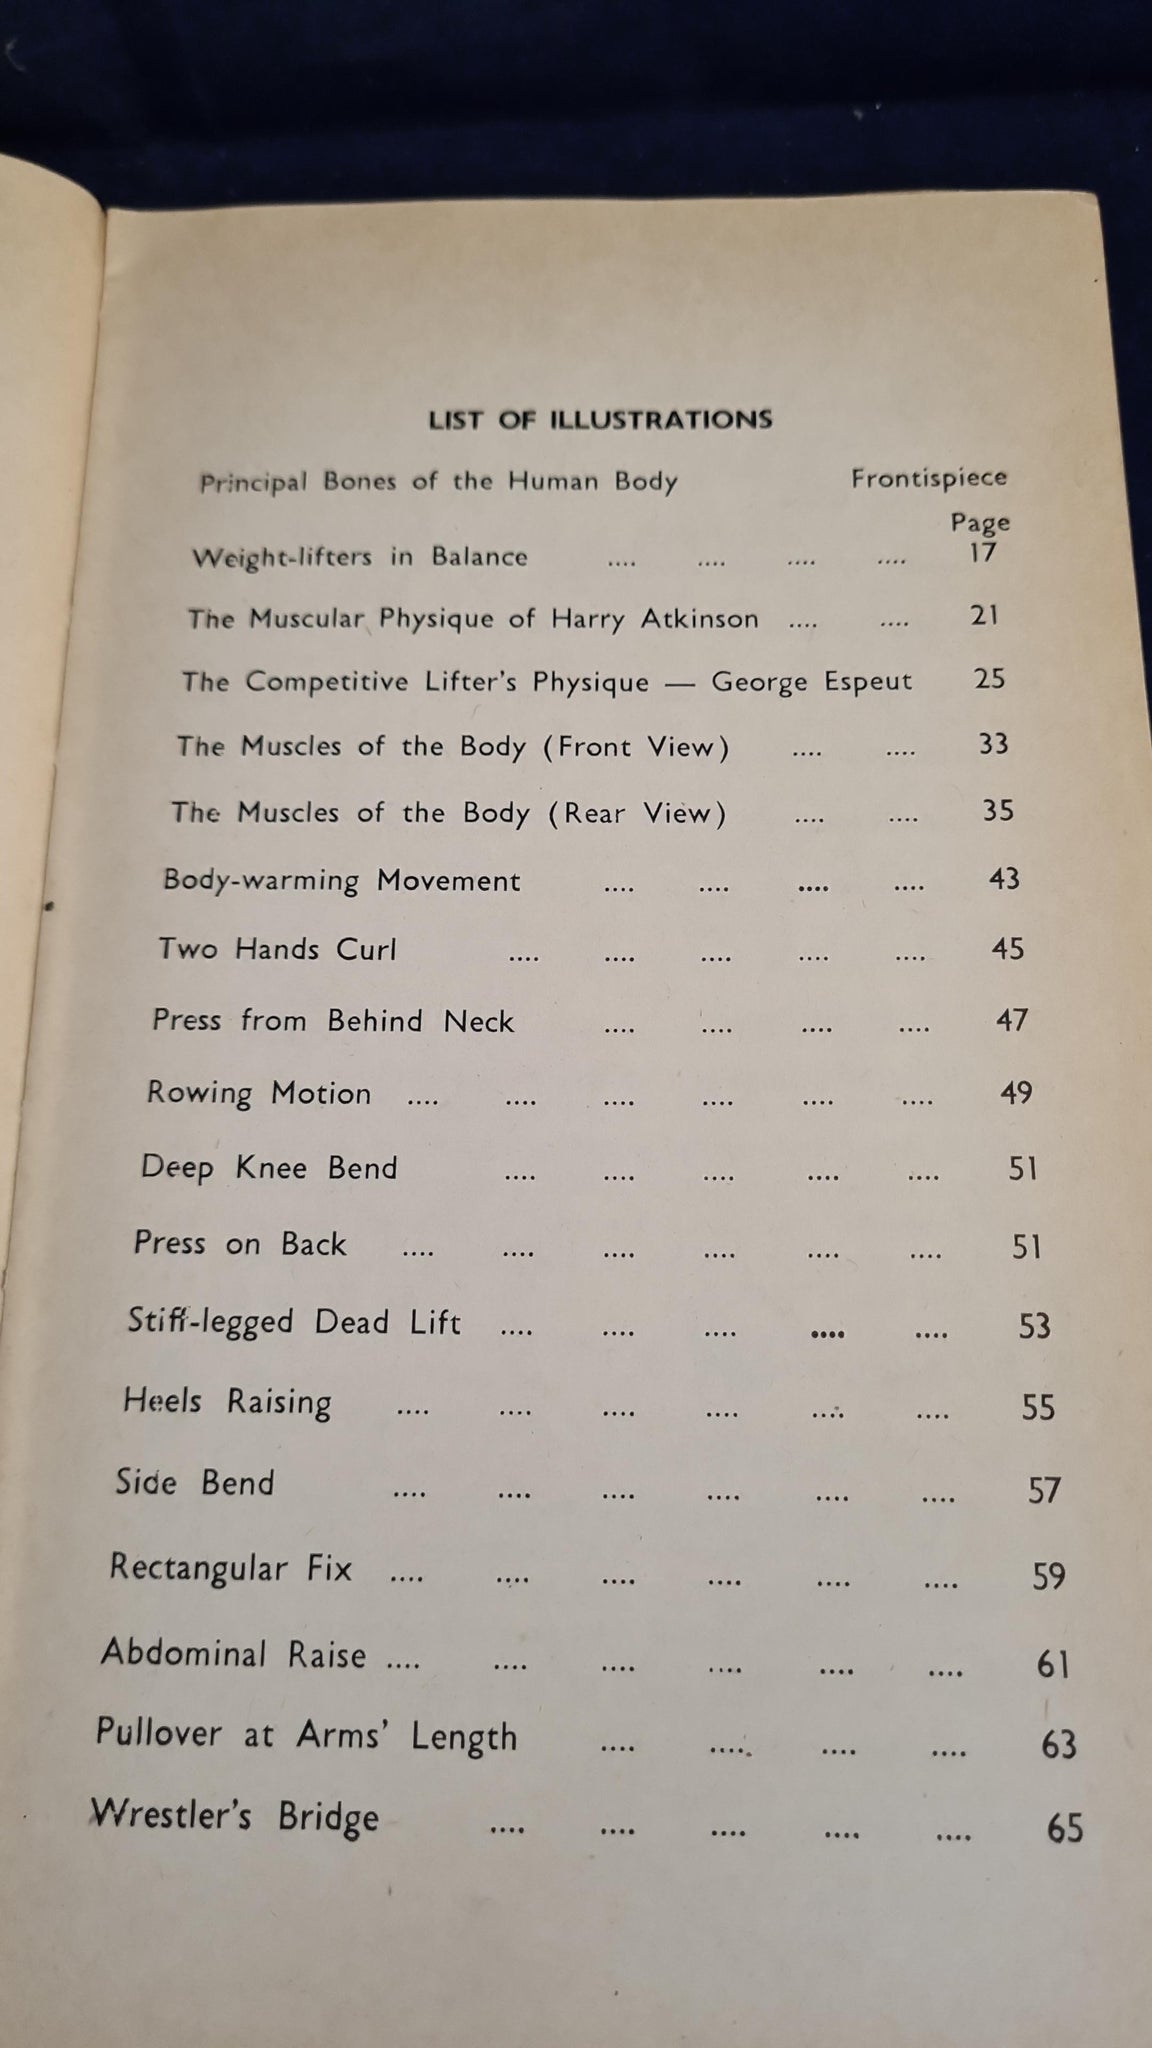 LIST OF ILLUSTRATIONS
Principal Bones of the Human Body Frontispiece
Page
Weight-lifters in Balance .... .... .... .... 17
The Muscular Physique of Harry Atkinson .... .... 21
The Competitive Lifter's Physique — George Espeut 25
The Muscles of the Body (Front View) .... .... 33
The Muscles of the Body (Rear View) .... .... 35
Body-warming Movement .... .... .... .... 43
Two Hands Curl .... .... .... .... .... 45
Press from Behind Neck .... .... .... .... 47
Rowing Motion .... .... .... .... .... .... 49
Deep Knee Bend .... .... .... .... .... 51
Press on Back .... .... .... .... .... .... 51
Stiff-legged Dead Lift .... .... .... .... .... 53
Heels Raising .... .... .... .... .... .... 55
Side Bend .... .... .... .... .... .... 57
Rectangular Fix .... .... .... .... .... .... 59
Abdominal Raise .... .... .... .... .... .... 61
Pullover at Arms' Length .... .... .... .... 63
Wrestler's Bridge .... .... .... .... .... 65